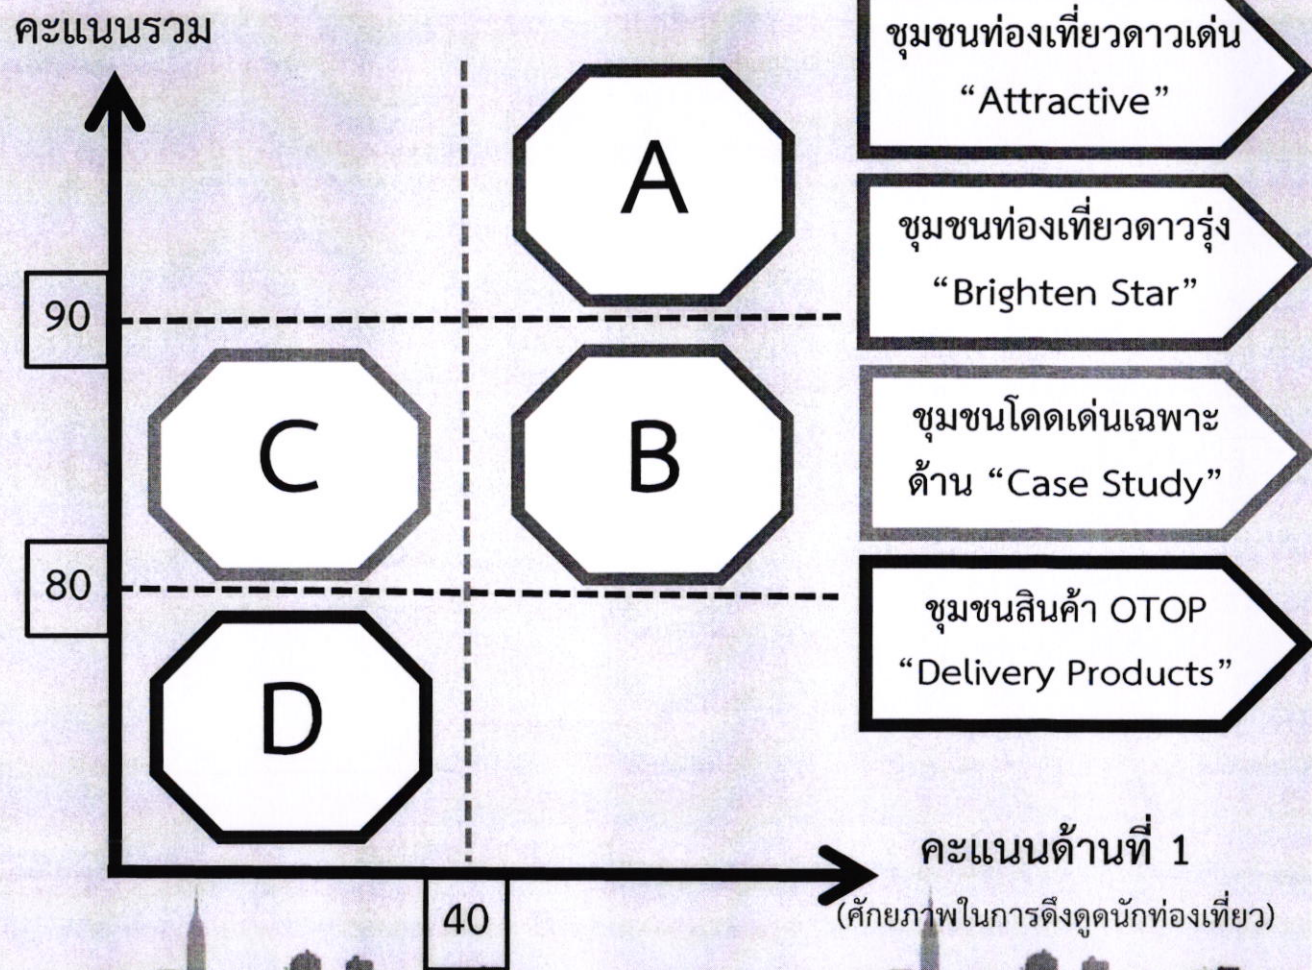 คะแนนรวม
ชุมชนท่องเที่ยวดาวเด่น
“Attractive”
A
ชุมชนท่องเที่ยวดาวรุ่ง
“Brighten Star”
90
C
B
ชุมชนโดดเด่นเฉพาะ
ด้าน “Case Study”
80
D
ชุมชนสินค้า OTOP
“Delivery Products”
คะแนนด้านที่ 1
(ศักยภาพในการดึงดูดนักท่องเที่ยว)
40